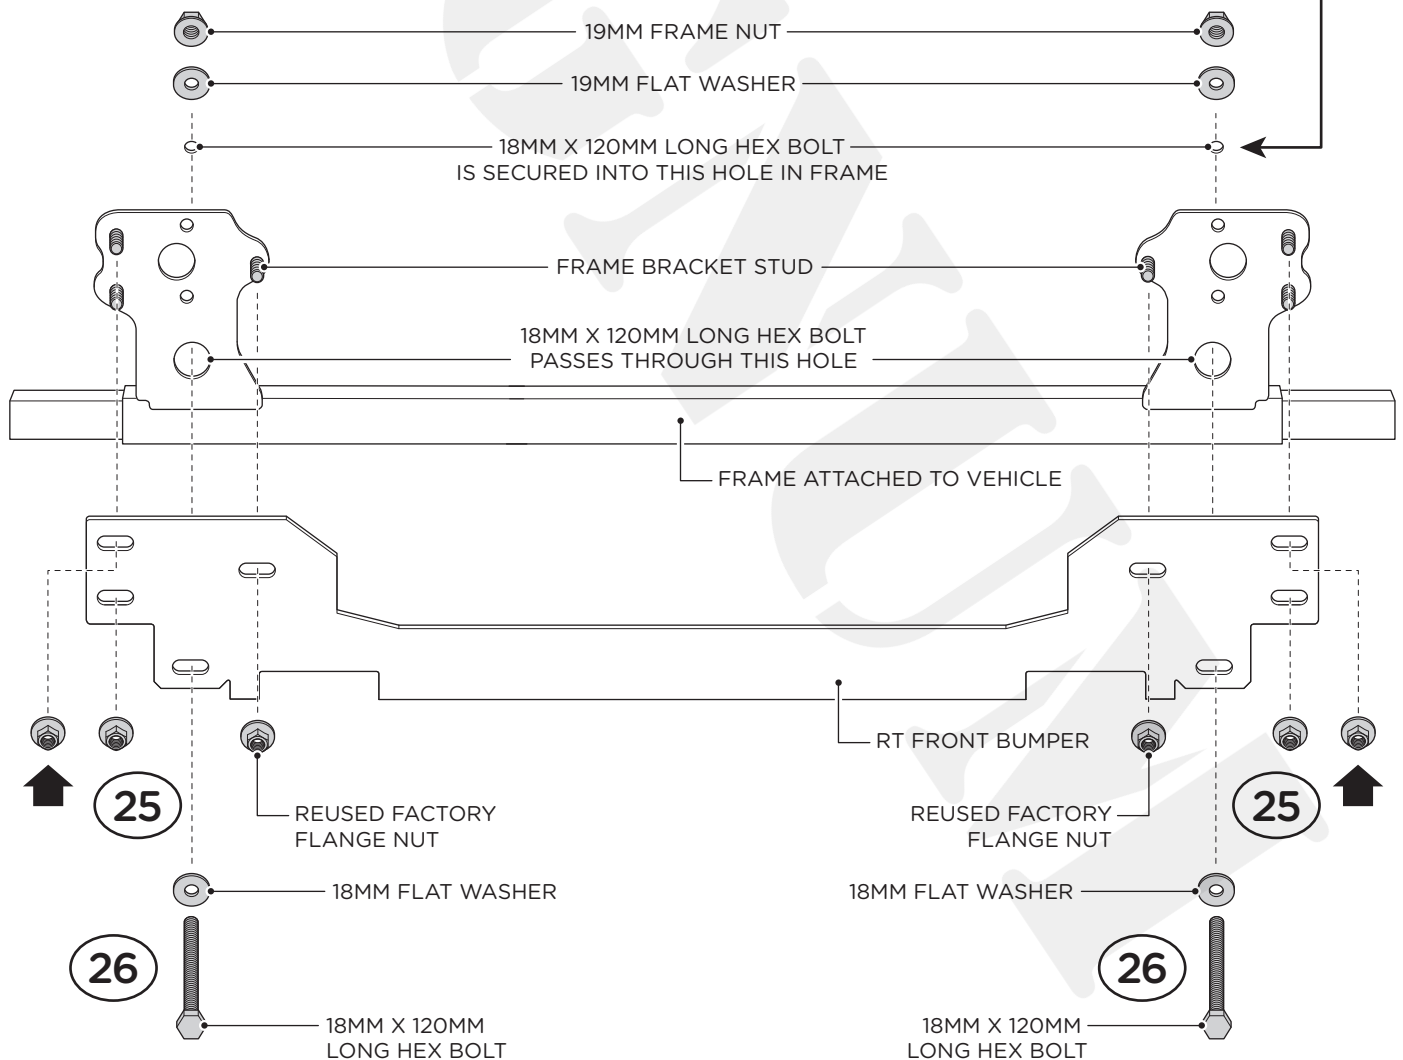 19MM FRAME NUT
19MM FLAT WASHER
18MM X 120MM LONG HEX BOLT
IS SECURED INTO THIS HOLE IN FRAME
FRAME BRACKET STUD
18MM X 120MM LONG HEX BOLT
PASSES THROUGH THIS HOLE
FRAME ATTACHED TO VEHICLE
RT FRONT BUMPER
25
25
REUSED FACTORY
FLANGE NUT
REUSED FACTORY
FLANGE NUT
18MM FLAT WASHER
18MM FLAT WASHER
26
26
18MM X 120MM
LONG HEX BOLT
18MM X 120MM
LONG HEX BOLT